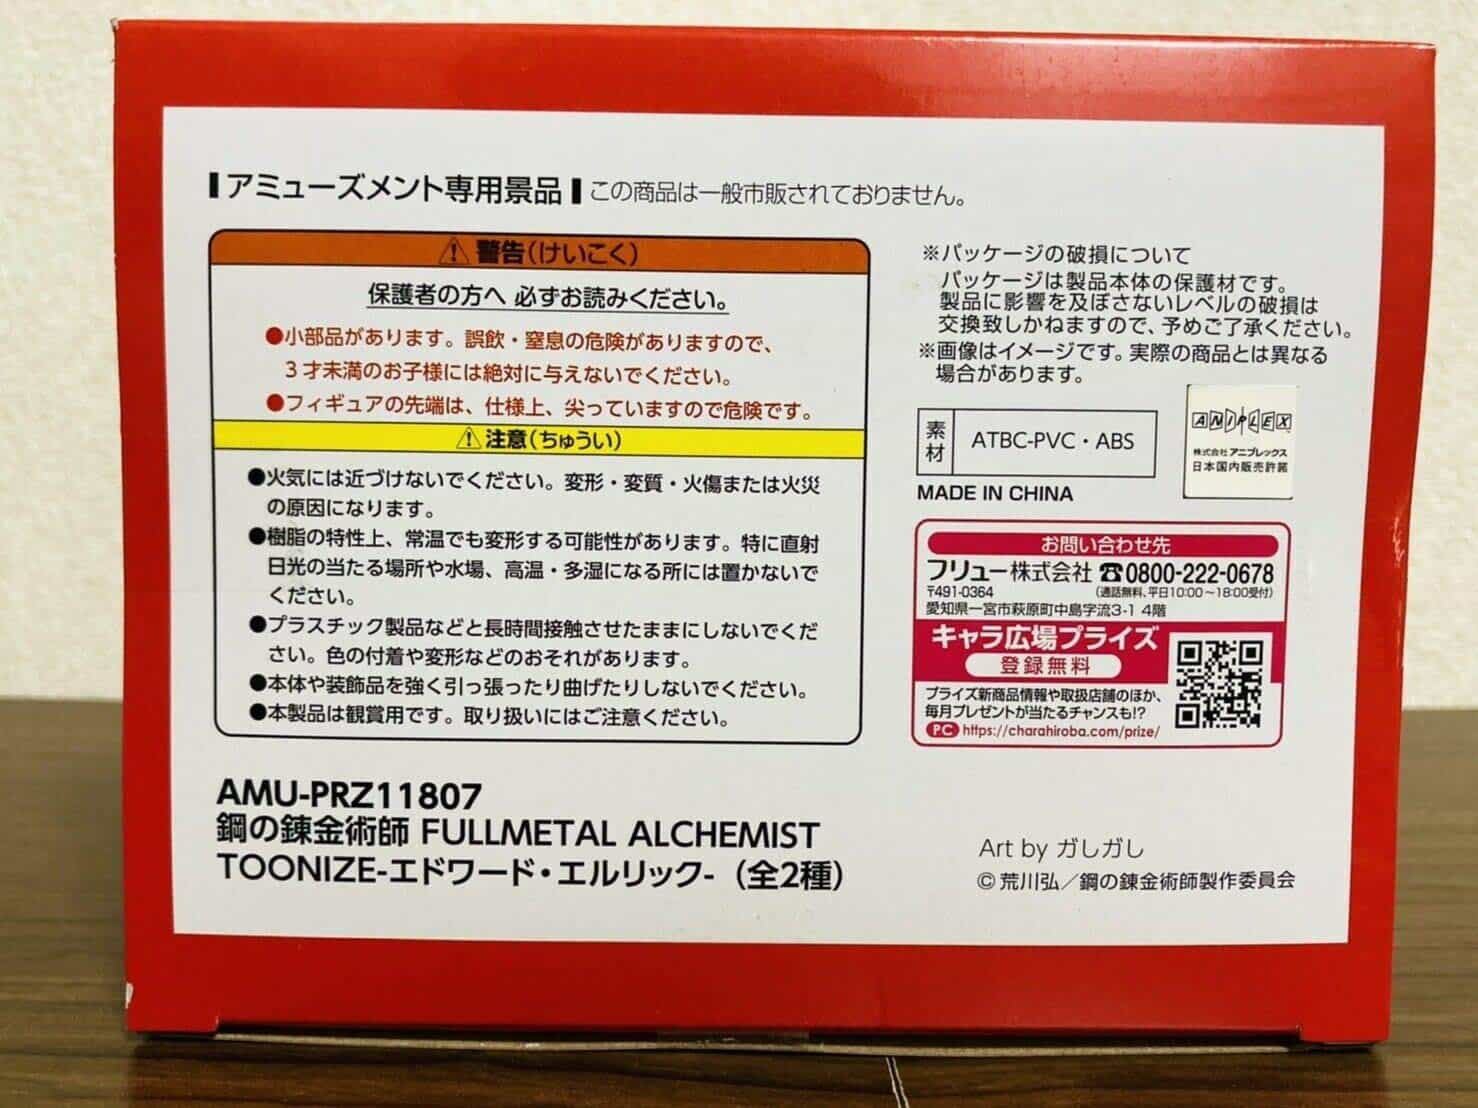 アミューズメント専用景品 この商品は一般市販されておりません。
⚠警告(けいこく)
保護者の方へ 必ずお読みください。
●小部品があります。誤飲・窒息の危険がありますので、
3才未満のお子様には絶対に与えないでください。
●フィギュアの先端は、仕様上、尖っていますので危険です。
⚠注意(ちゅうい)
●火気には近づけないでください。変形・変質・火傷または火災
の原因になります。
●樹脂の特性上、常温でも変形する可能性があります。特に直射
日光の当たる場所や水場、高温・多湿になる所には置かないで
ください。
●プラスチック製品などと長時間接触させたままにしないでくだ
さい。色の付着や変形などのおそれがあります。
●本体や装飾品を強く引っ張ったり曲げたりしないでください。
●本製品は観賞用です。取り扱いにはご注意ください。
※パッケージの破損について
パッケージは製品本体の保護材です。
製品に影響を及ぼさないレベルの破損は
交換致しかねますので、予めご了承ください。
※画像はイメージです。実際の商品とは異なる
場合があります。
素材 ATBC-PVC・ABS
MADE IN CHINA
ANIPLEX
株式会社 アニプレックス
日本国内販売許諾
お問い合わせ先
フリュー株式会社 ☎0800-222-0678
〒491-0364 (通話無料、平日10:00~18:00受付)
愛知県一宮市萩原町中島字流3-1 4階
キャラ広場プライズ
登録無料
プライズ新商品情報や取扱店舗のほか、
毎月プレゼントが当たるチャンスも!?
PC https://charahiroba.com/prize/
AMU-PRZ11807
鋼の錬金術師 FULLMETAL ALCHEMIST
TOONIZE-エドワード・エルリック-(全2種)
Art by ガしガし
©荒川弘/鋼の錬金術師製作委員会